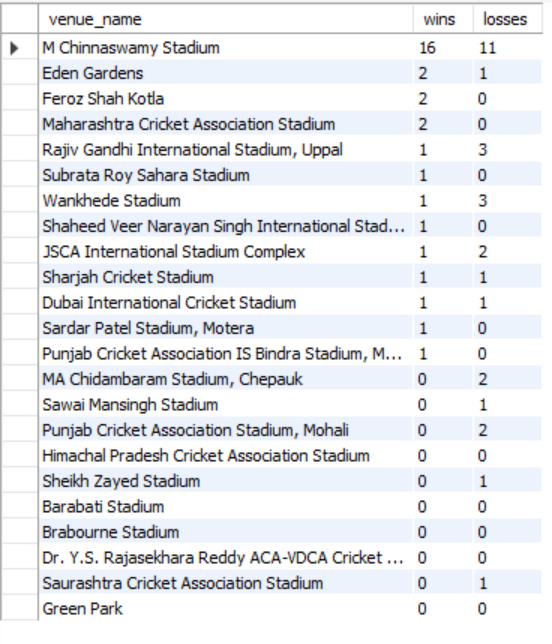 venue_name wins losses
M Chinnaswamy Stadium 16 11
Eden Gardens 2 1
Feroz Shah Kotla 2 0
Maharashtra Cricket Association Stadium 2 0
Rajiv Gandhi International Stadium, Uppal 1 3
Subrata Roy Sahara Stadium 1 0
Wankhede Stadium 1 3
Shaheed Veer Narayan Singh International Stad... 1 0
JSCA International Stadium Complex 1 2
Sharjah Cricket Stadium 1 1
Dubai International Cricket Stadium 1 1
Sardar Patel Stadium, Motera 1 0
Punjab Cricket Association IS Bindra Stadium, M... 1 0
MA Chidambaram Stadium, Chepauk 0 2
Sawai Mansingh Stadium 0 1
Punjab Cricket Association Stadium, Mohali 0 2
Himachal Pradesh Cricket Association Stadium 0 0
Sheikh Zayed Stadium 0 1
Barabati Stadium 0 0
Brabourne Stadium 0 0
Dr. Y.S. Rajasekhara Reddy ACA-VDCA Cricket ... 0 0
Saurashtra Cricket Association Stadium 0 1
Green Park 0 0